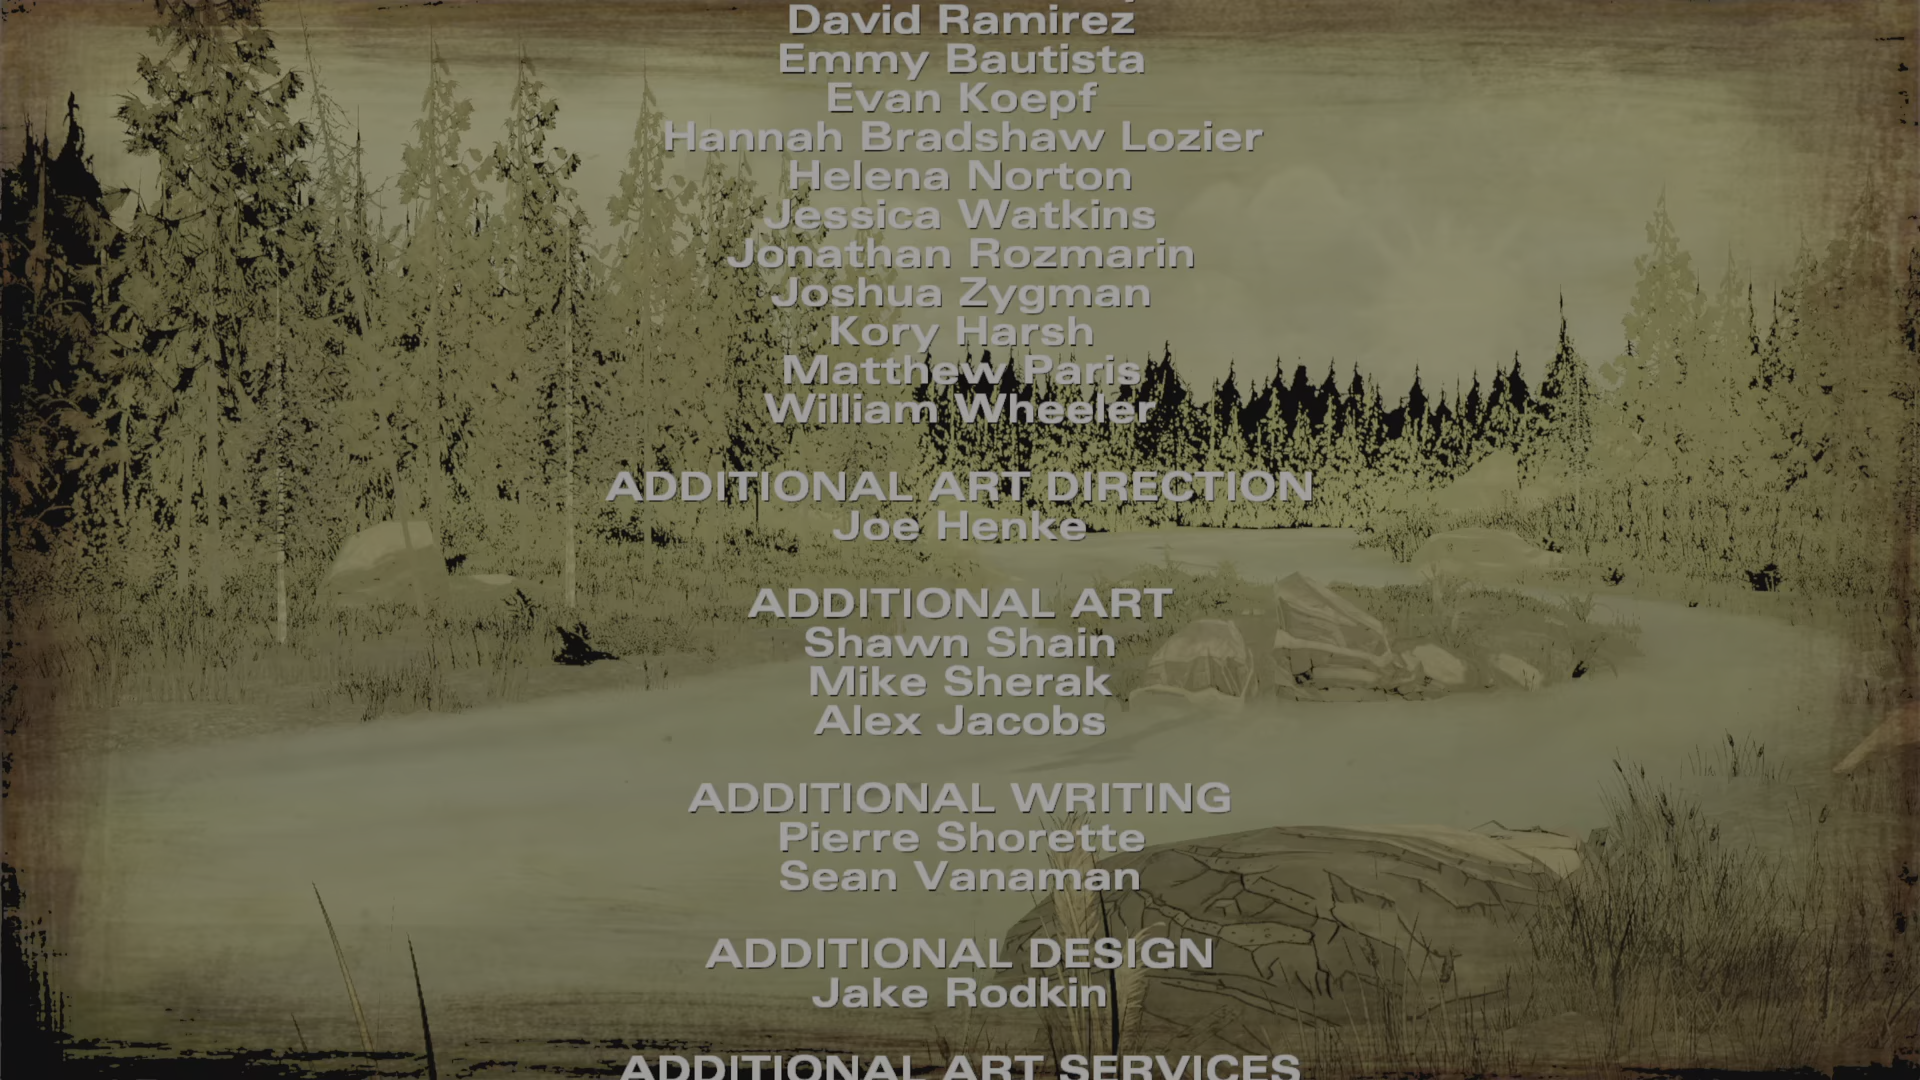 David Ramirez
Emmy Bautista
Evan Koepf
Hannah Bradshaw Lozier
Helena Norton
Jessica Watkins
Jonathan Rozmarin
Joshua Zygman
Kory Harsh
Matthew Paris
William Wheeler
ADDITIONAL ART DIRECTION
Joe Henke
ADDITIONAL ART
Shawn Shain
Mike Sherak
Alex Jacobs
ADDITIONAL WRITING
Pierre Shorette
Sean Vanaman
ADDITIONAL DESIGN
Jake Rodkin
ADDITIONAL ART SERVICES